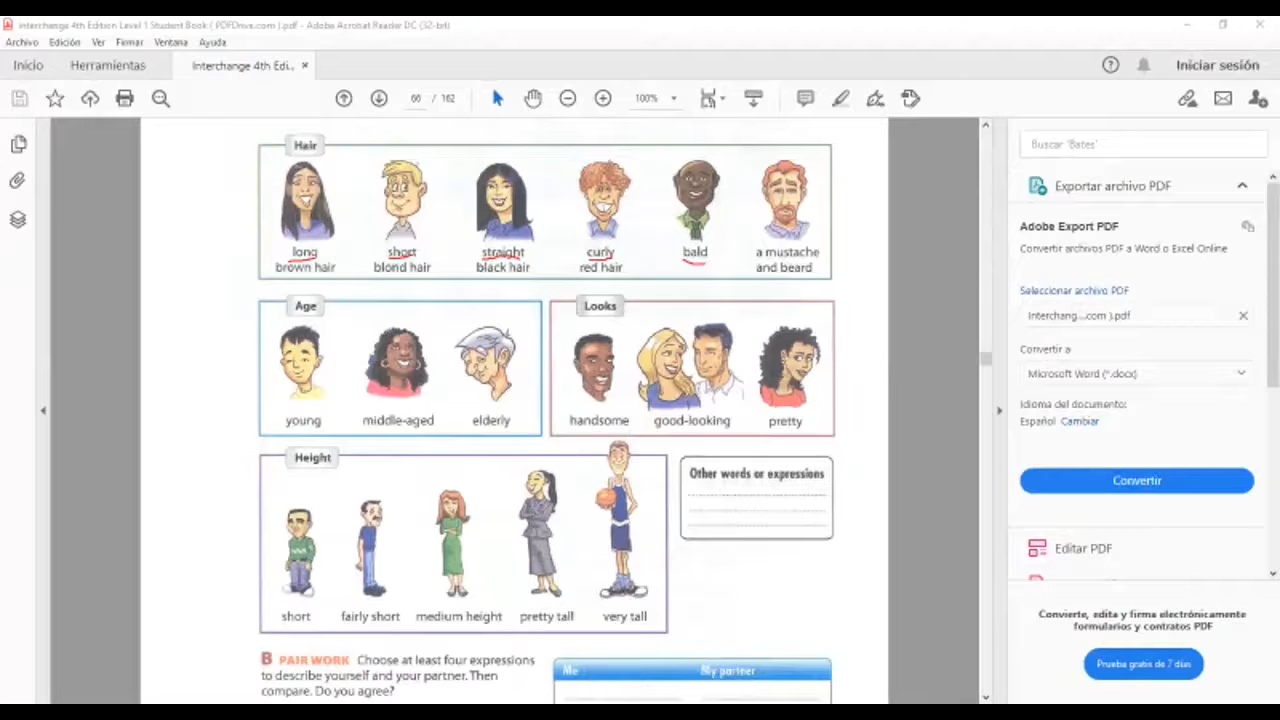 interchange 4th Edition Level 1 Student Book ( PDFDrive.com ).pdf - Adobe Acrobat Reader DC (32-bit)
Archivo Edición Ver Firmar Ventana Ayuda
Inicio Herramientas Interchange 4th Edi... × Iniciar sesión
66 / 162 100%
Hair
long
brown hair
short
blond hair
straight
black hair
curly
red hair
bald
a mustache
and beard
Age
young middle-aged elderly
Looks
handsome good-looking pretty
Height
short fairly short medium height pretty tall very tall
Other words or expressions
B PAIR WORK Choose at least four expressions
to describe yourself and your partner. Then
compare. Do you agree?
Me My partner
Buscar 'Bates'
Exportar archivo PDF
Adobe Export PDF
Convertir archivos PDF a Word o Excel Online
Seleccionar archivo PDF
Interchang...com ).pdf
Convertir a
Microsoft Word (*.docx)
Idioma del documento:
Español Cambiar
Convertir
Editar PDF
Convierte, edita y firma electrónicamente
formularios y contratos PDF
Prueba gratis de 7 días